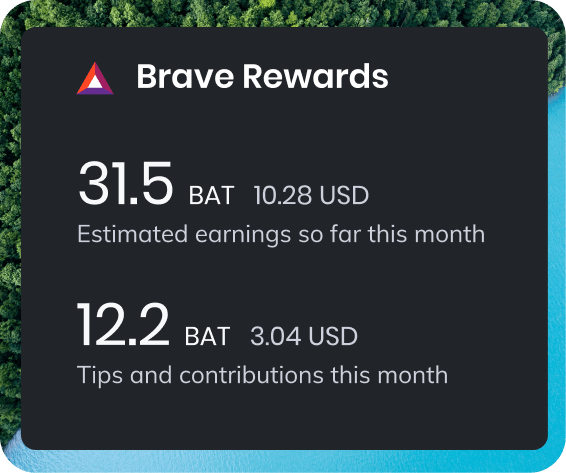 Brave Rewards
31.5 BAT 10.28 USD
Estimated earnings so far this month
12.2 BAT 3.04 USD
Tips and contributions this month